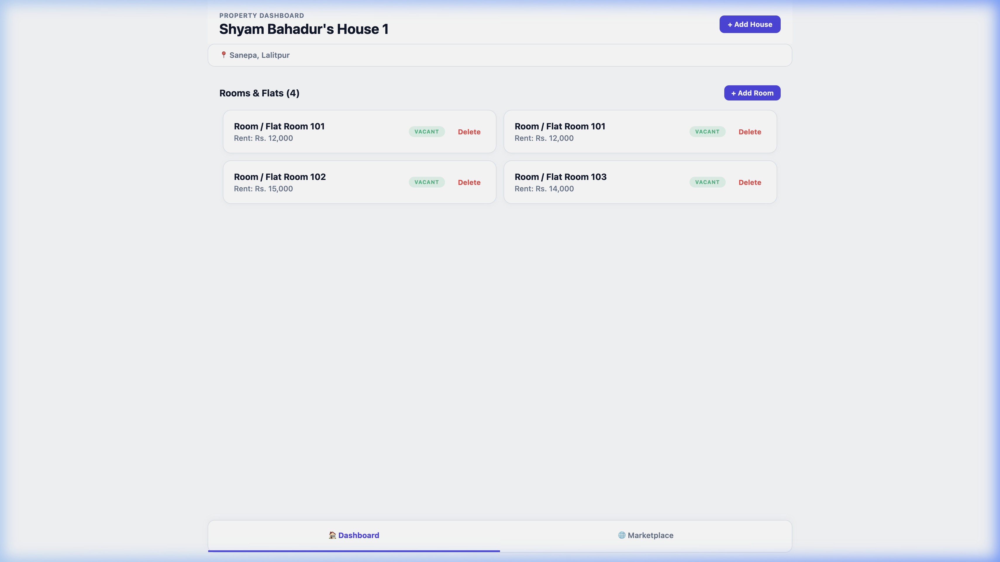 PROPERTY DASHBOARD
Shyam Bahadur's House 1
+ Add House
📍 Sanepa, Lalitpur
Rooms & Flats (4)
+ Add Room
Room / Flat Room 101
Rent: Rs. 12,000
VACANT
Delete
Room / Flat Room 101
Rent: Rs. 12,000
VACANT
Delete
Room / Flat Room 102
Rent: Rs. 15,000
VACANT
Delete
Room / Flat Room 103
Rent: Rs. 14,000
VACANT
Delete
🏠 Dashboard
🌐 Marketplace